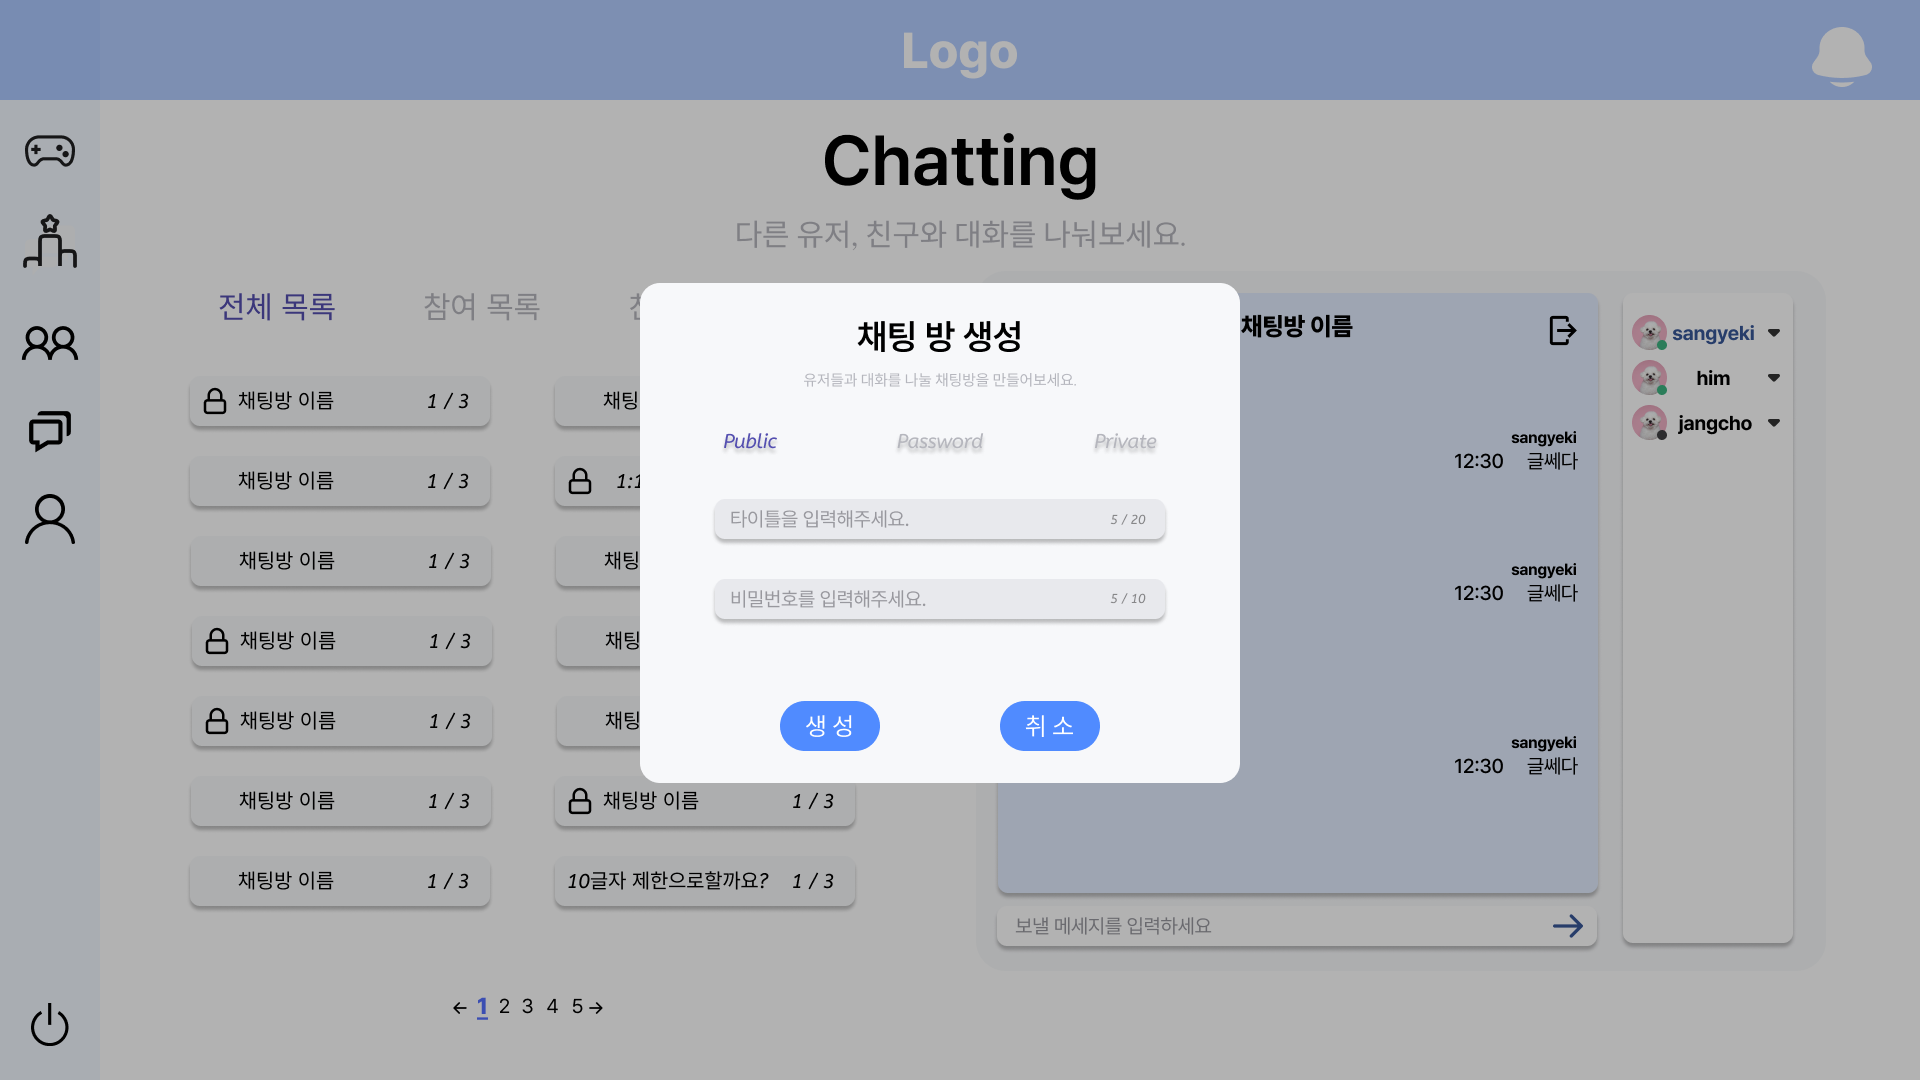 Logo
Chatting
다른 유저, 친구와 대화를 나눠보세요.
전체 목록
참여 목록
채팅방 이름 1 / 3
채팅방 이름 1 / 3
채팅방 이름 1 / 3
채팅방 이름 1 / 3
채팅방 이름 1 / 3
채팅방 이름 1 / 3
채팅방 이름 1 / 3
채팅
1:1
채팅
채팅
채팅
채팅방 이름 1 / 3
10글자 제한으로할까요? 1 / 3
← 1 2 3 4 5 →
채팅 방 생성
유저들과 대화를 나눌 채팅방을 만들어보세요.
Public Password Private
타이틀을 입력해주세요. 5 / 20
비밀번호를 입력해주세요. 5 / 10
생 성 취 소
채팅방 이름
sangyeki
12:30 글쎄다
sangyeki
12:30 글쎄다
sangyeki
12:30 글쎄다
보낼 메세지를 입력하세요
sangyeki
him
jangcho